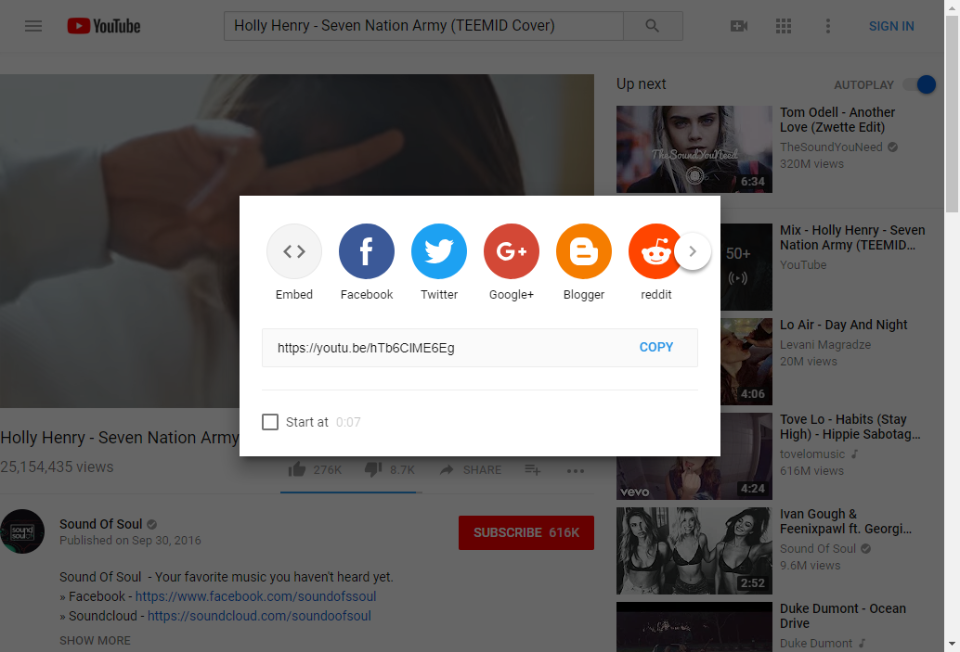 YouTube
Holly Henry - Seven Nation Army (TEEMID Cover)
SIGN IN
Up next
AUTOPLAY
TheSoundYouNeed
6:34
Tom Odell - Another
Love (Zwette Edit)
TheSoundYouNeed
320M views
50+
Mix - Holly Henry - Seven
Nation Army (TEEMID…
YouTube
4:06
Lo Air - Day And Night
Levani Magradze
20M views
vevo
4:24
Tove Lo - Habits (Stay
High) - Hippie Sabotag…
tovelomusic
616M views
2:52
Ivan Gough &
Feenixpawl ft. Georgi…
Sound Of Soul
9.6M views
Duke Dumont - Ocean
Drive
Duke Dumont
Embed
Facebook
Twitter
G+
Google+
Blogger
reddit
https://youtu.be/hTb6ClME6Eg
COPY
Start at 0:07
Holly Henry - Seven Nation Army
25,154,435 views
276K
8.7K
SHARE
sound
of
soul
Sound Of Soul
Published on Sep 30, 2016
SUBSCRIBE 616K
Sound Of Soul - Your favorite music you haven't heard yet.
» Facebook - https://www.facebook.com/soundofssoul
» Soundcloud - https://soundcloud.com/soundoofsoul
SHOW MORE